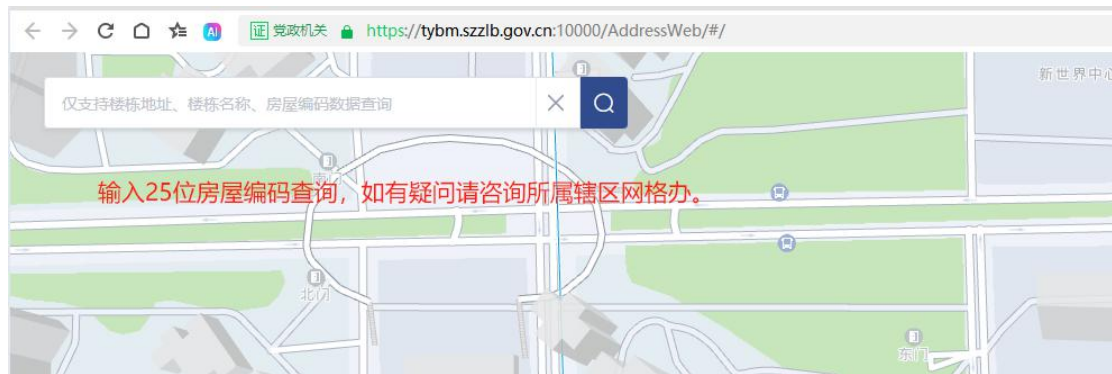 证 党政机关 https://tybm.szzlb.gov.cn:10000/AddressWeb/#/
新世界中心
仅支持楼栋地址、楼栋名称、房屋编码数据查询
输入25位房屋编码查询，如有疑问请咨询所属辖区网格办。
北门
东门